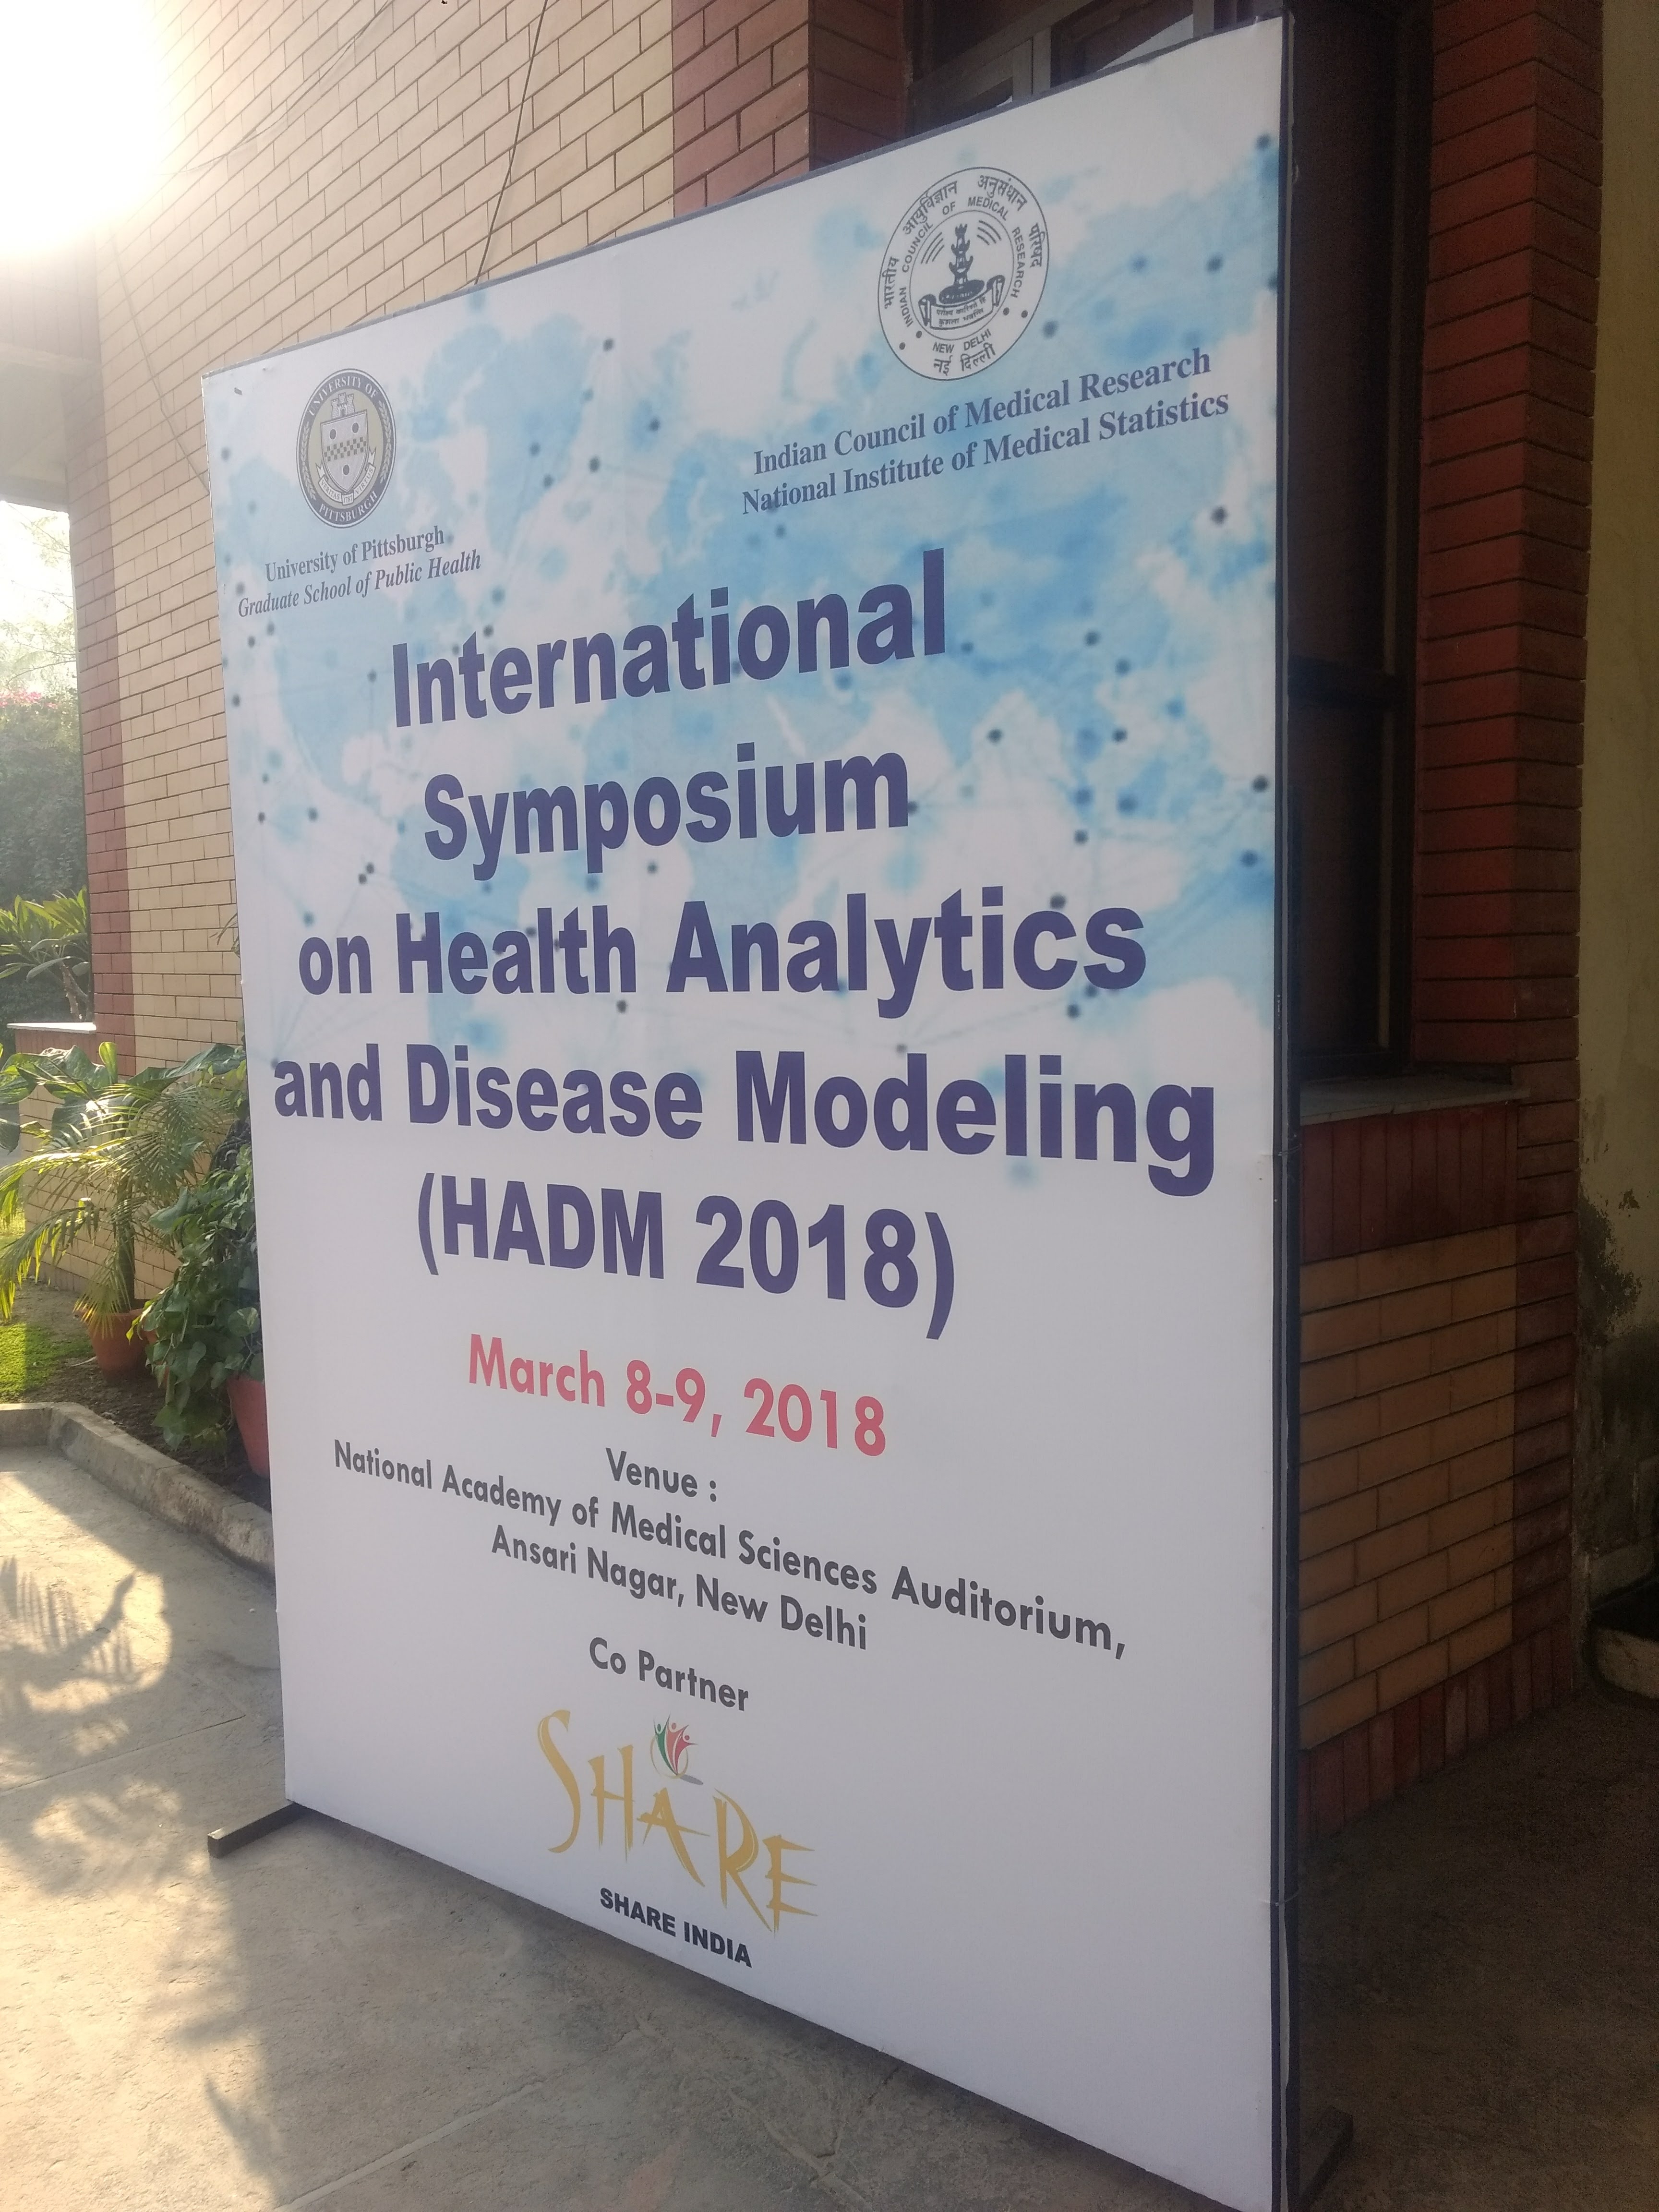 UNIVERSITY OF
PITTSBURGH
University of Pittsburgh
Graduate School of Public Health
भारतीय आयुर्विज्ञान अनुसंधान परिषद
INDIAN COUNCIL OF MEDICAL RESEARCH
NEW DELHI
नई दिल्ली
Indian Council of Medical Research
National Institute of Medical Statistics
International
Symposium
on Health Analytics
and Disease Modeling
(HADM 2018)
March 8-9, 2018
Venue :
National Academy of Medical Sciences Auditorium,
Ansari Nagar, New Delhi
Co Partner
SHARE
SHARE INDIA